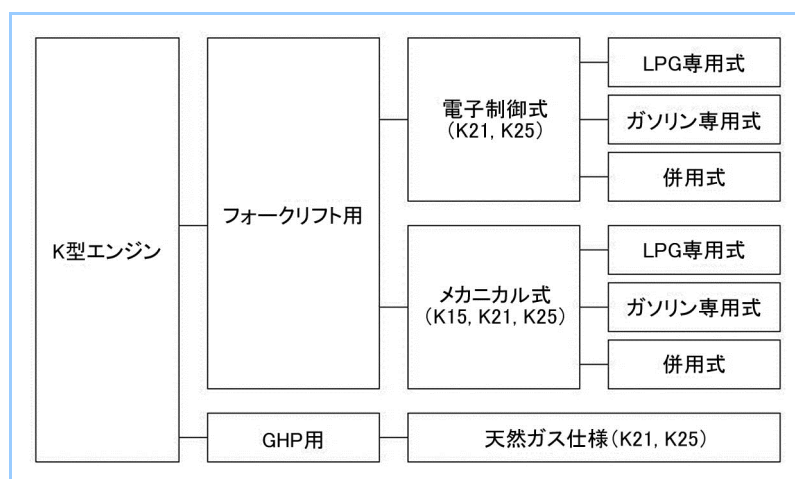 K型エンジン
フォークリフト用
電子制御式
(K21, K25)
LPG専用式
ガソリン専用式
併用式
メカニカル式
(K15, K21, K25)
LPG専用式
ガソリン専用式
併用式
GHP用
天然ガス仕様(K21, K25)